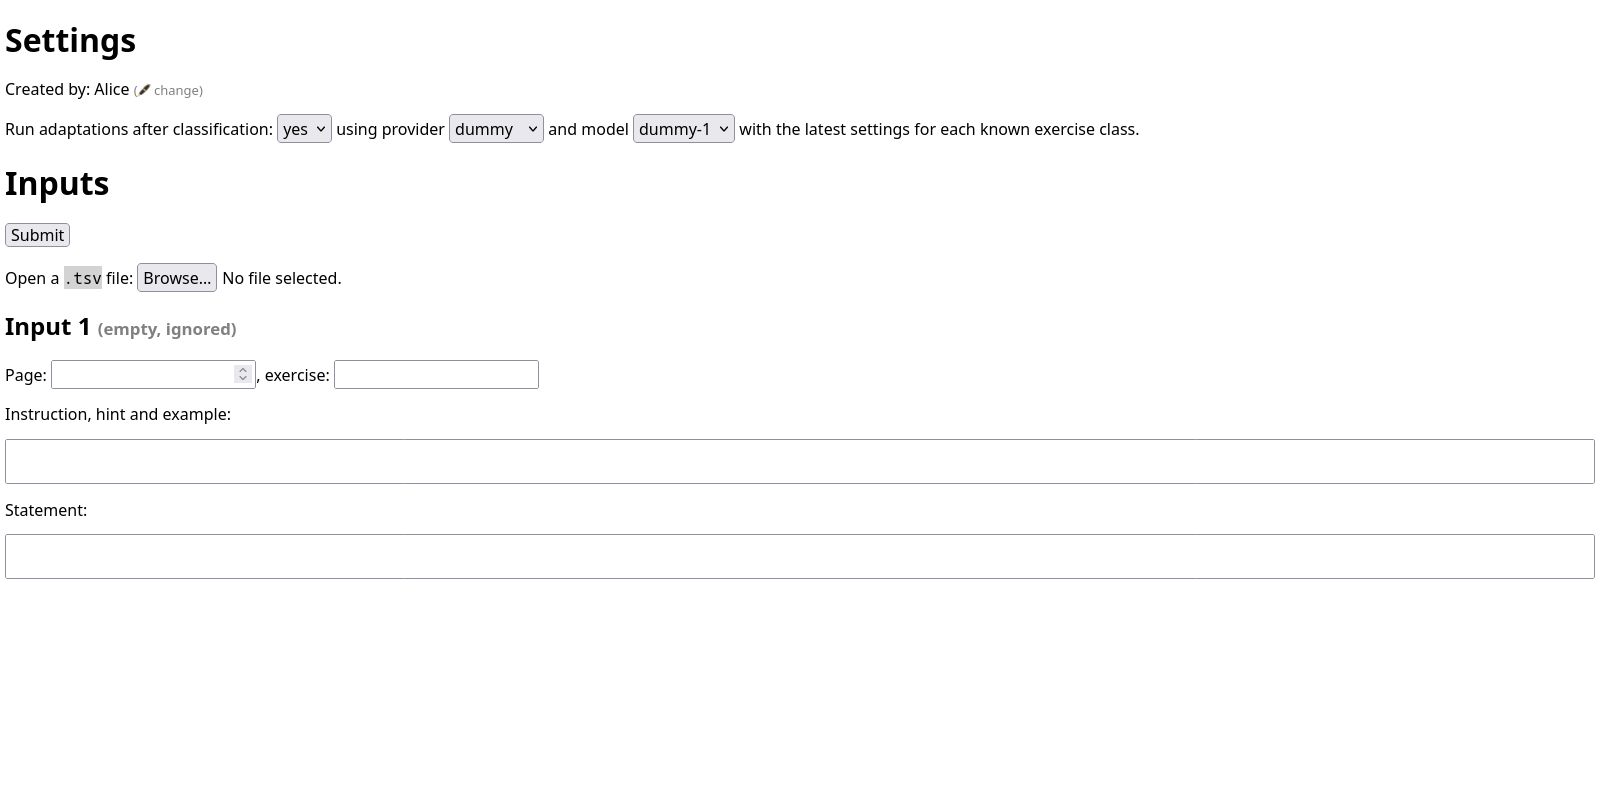 Settings
Created by: Alice (🪶 change)
Run adaptations after classification: yes using provider dummy and model dummy-1 with the latest settings for each known exercise class.
Inputs
Submit
Open a .tsv file: Browse... No file selected.
Input 1 (empty, ignored)
Page: , exercise:
Instruction, hint and example:
Statement: